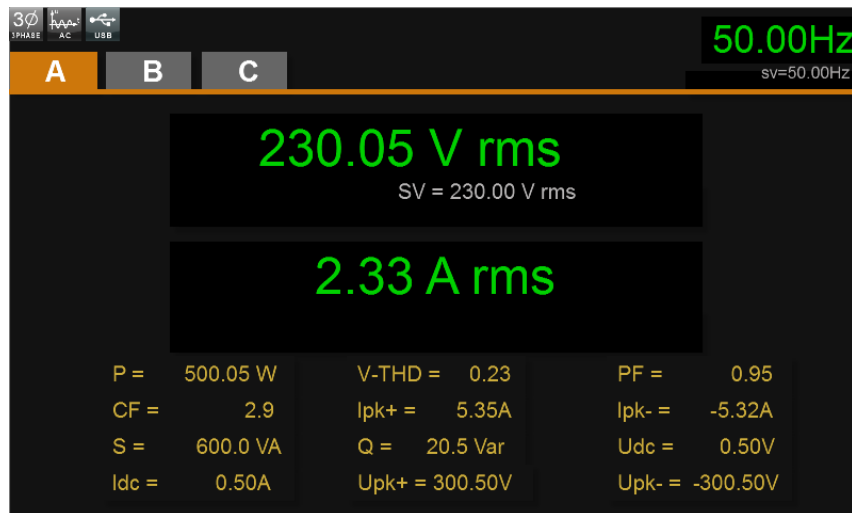 3Ø
3PHASE AC USB
50.00Hz
sv=50.00Hz
A B C
230.05 V rms
SV = 230.00 V rms
2.33 A rms
P = 500.05 W V-THD = 0.23 PF = 0.95
CF = 2.9 Ipk+ = 5.35A Ipk- = -5.32A
S = 600.0 VA Q = 20.5 Var Udc = 0.50V
Idc = 0.50A Upk+ = 300.50V Upk- = -300.50V